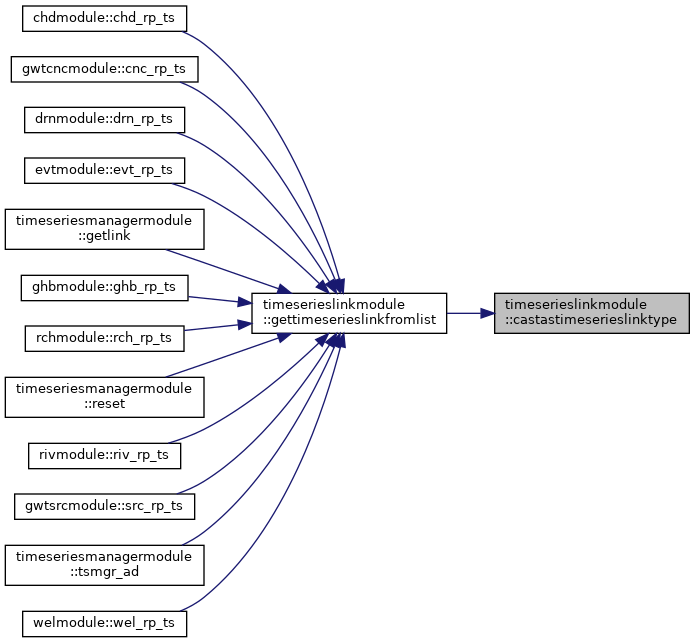 chdmodule::chd_rp_ts
gwtcncmodule::cnc_rp_ts
drnmodule::drn_rp_ts
evtmodule::evt_rp_ts
timeseriesmanagermodule
::getlink
ghbmodule::ghb_rp_ts
rchmodule::rch_rp_ts
timeseriesmanagermodule
::reset
rivmodule::riv_rp_ts
gwtsrcmodule::src_rp_ts
timeseriesmanagermodule
::tsmgr_ad
welmodule::wel_rp_ts
timeserieslinkmodule
::gettimeserieslinkfromlist
timeserieslinkmodule
::castastimeserieslinktype